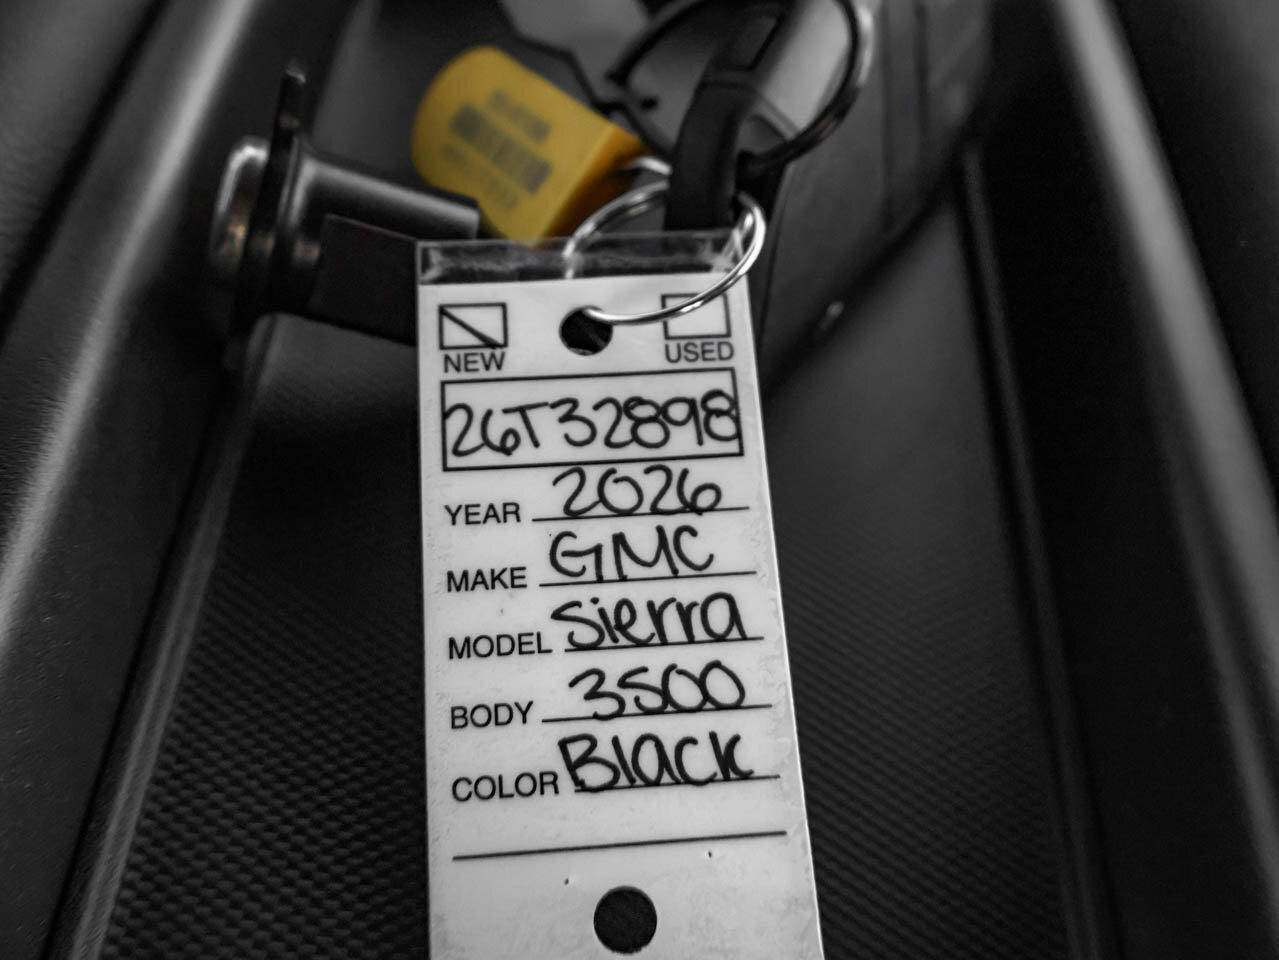 NEW USED
26T32898
YEAR 2026
MAKE GMC
MODEL Sierra
BODY 3500
COLOR Black